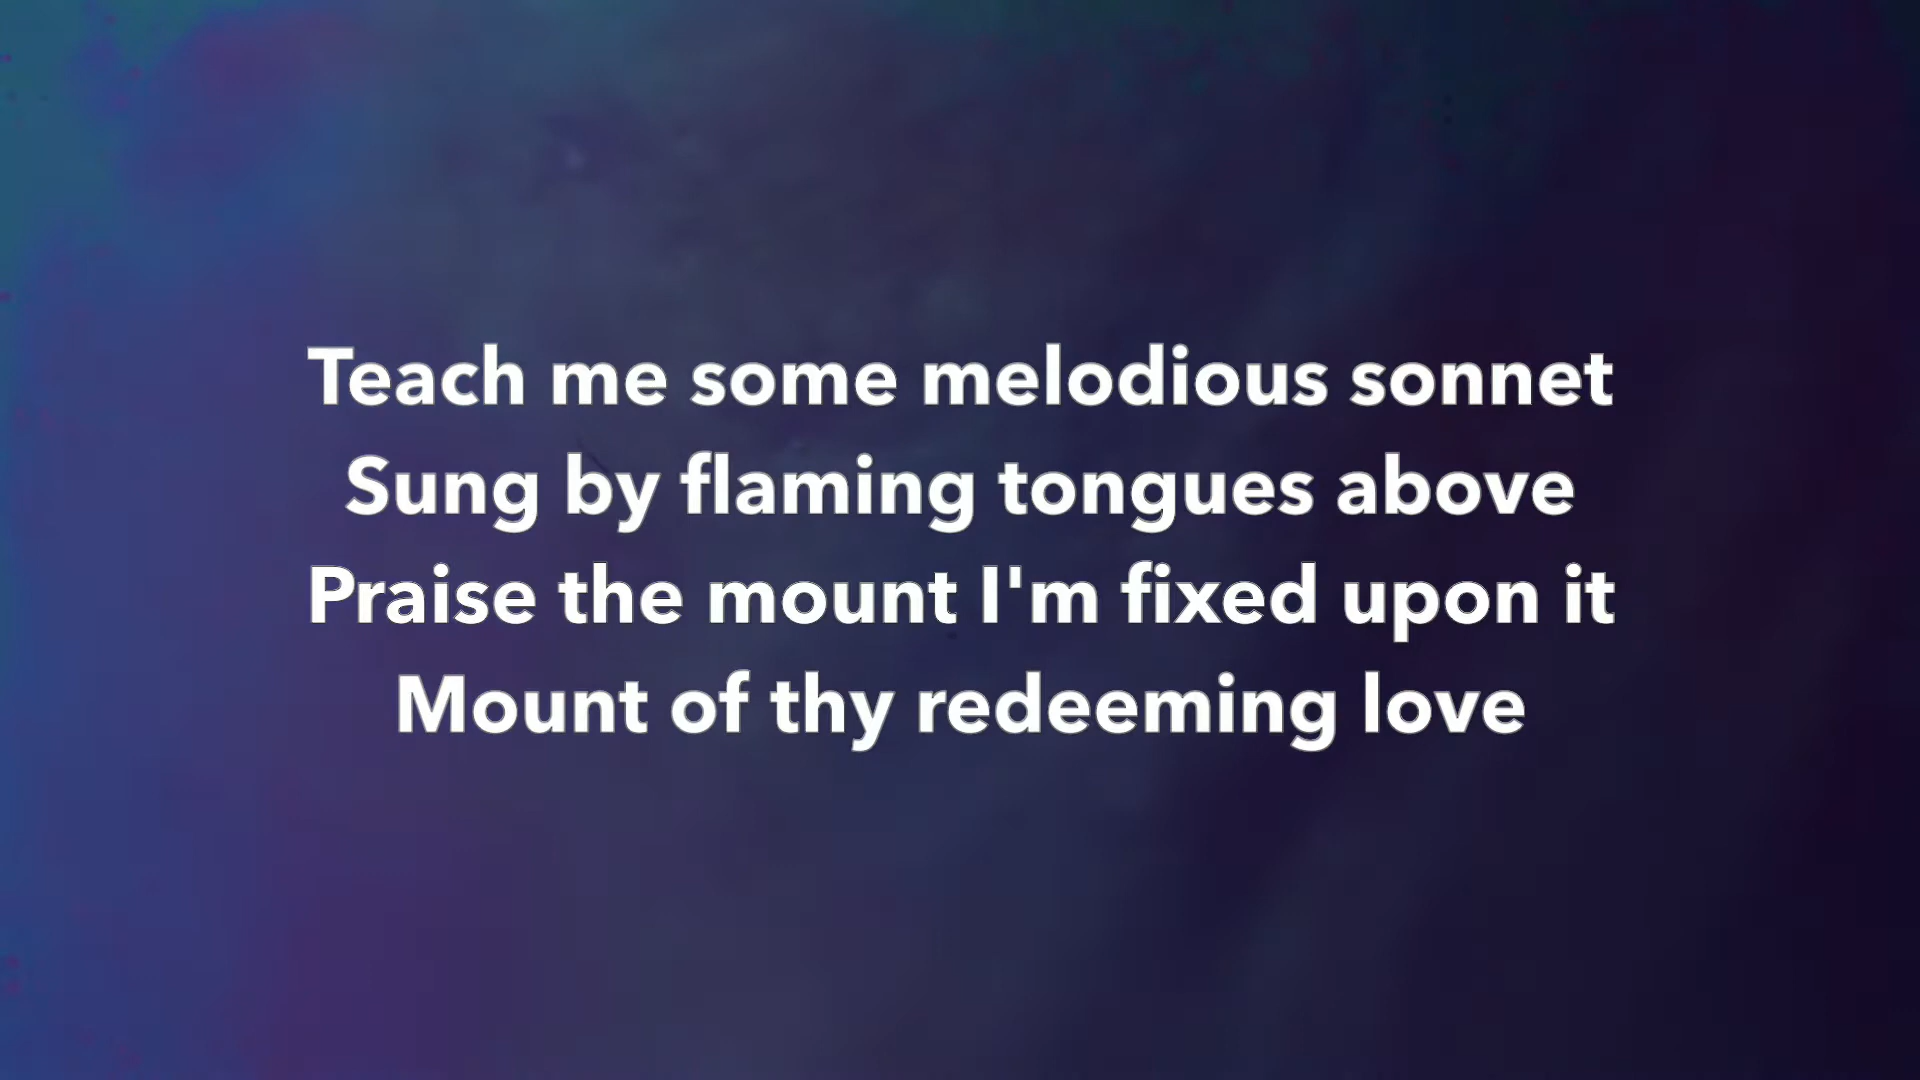 Teach me some melodious sonnet
Sung by flaming tongues above
Praise the mount I'm fixed upon it
Mount of thy redeeming love